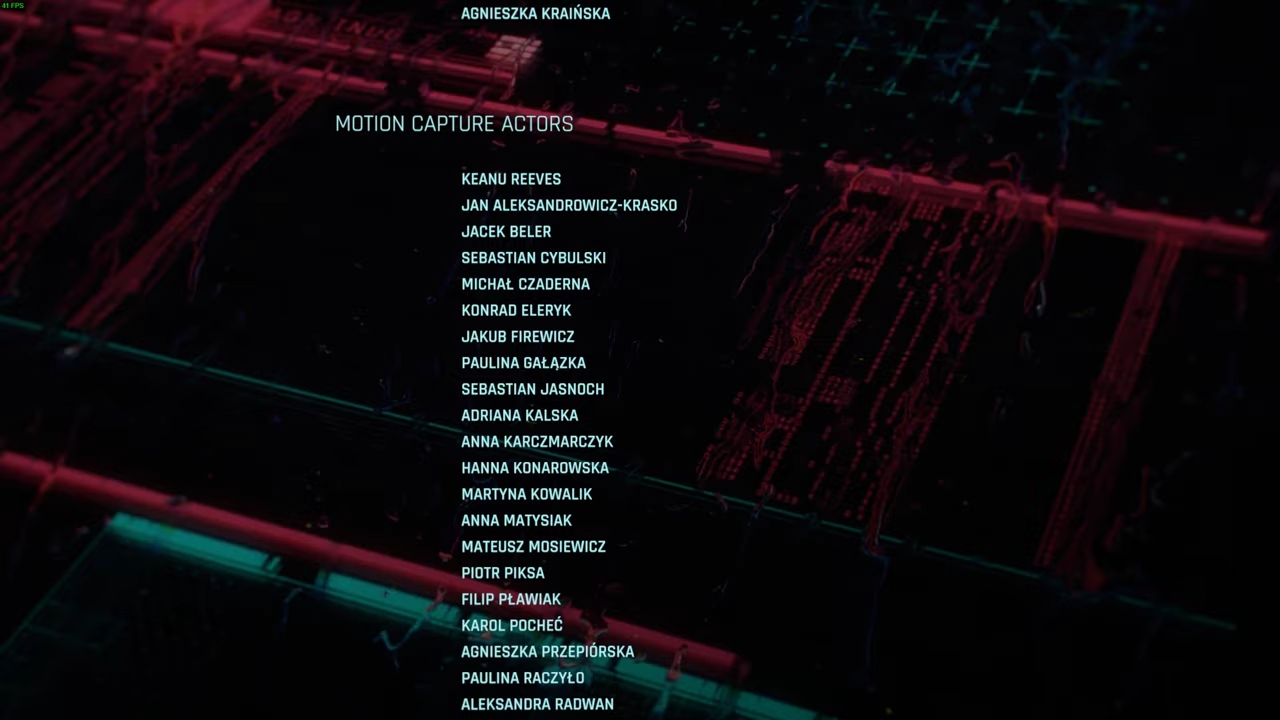 41 FPS
AGNIESZKA KRAIŃSKA
MOTION CAPTURE ACTORS
KEANU REEVES
JAN ALEKSANDROWICZ-KRASKO
JACEK BELER
SEBASTIAN CYBULSKI
MICHAŁ CZADERNA
KONRAD ELERYK
JAKUB FIREWICZ
PAULINA GAŁĄZKA
SEBASTIAN JASNOCH
ADRIANA KALSKA
ANNA KARCZMARCZYK
HANNA KONAROWSKA
MARTYNA KOWALIK
ANNA MATYSIAK
MATEUSZ MOSIEWICZ
PIOTR PIKSA
FILIP PŁAWIAK
KAROL POCHEĆ
AGNIESZKA PRZEPIÓRSKA
PAULINA RACZYŁO
ALEKSANDRA RADWAN